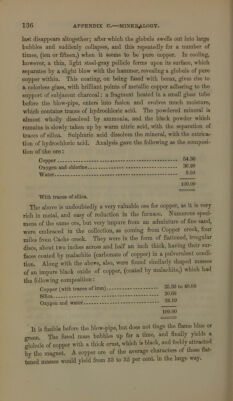 136 APPENDIX C.—MINERALOGY.
last disappears altogether; after which the globule swells out into large
bubbles and suddenly collapses, and this repeatedly for a number of
times, (ten or fifteen,) when it seems to be pure copper. In cooling,
however, a thin, light steel-gray pellicle forms upon its surface, which
separates by a slight blow with the hammer, revealing a globule of pure
copper within. This coating, on being fused with borax, gives rise to
a colorless glass, with brilliant points of metallic copper adhering to the
support of subjacent charcoal; a fragment heated in a small glass tube
before the blow-pipe, enters into fusion and evolves much moisture,
which contains traces of hydrochloric acid. The powdered mineral is
almost wholly dissolved by ammonia, and the black powder which
remains is slowly taken up by warm nitric acid, with the separation of
traces of silica. Sulphuric acid dissolves the mineral, with the extrica-
tion of hydrochloric acid. Analysis gave the following as the composi-
tion of the ore:
Copper 54.30
Oxygen and chlorine
Water
100.00
With traces of silica.
The above is undoubtedly a very valuable ore for copper, as it is very
rich in metal, and easy of reduction in the furnace. Numerous speci-
mens of the same ore, but very impure from an admixture of fine sand,
were embraced in the collection, as coming from Copper creek, four
miles from Cache creek. They were in the form of flattened, irregular
discs, about two inches across and half an inch thick, having their sur-
faces coated by malachite (carbonate of copper) in a pulverulent condi-
tion. Along with the above, also, were found similarly shaped masses
of an impure black oxide of copper, (coated by malachite,) which had
the following composition:
Copper (with traces of iron) 35.30 to 40.00
Silica 30.60
Oxygen and water
100.00
It is fusible before the blow-pipe, but does not tinge the flame blue or
green. The fused mass bubbles up for a time, and finally yields a
globule of copper with a thick crust, which is black, and feebly attracted
by the magnet. A copper ore of the average characters of these flat-
tened masses would yield from 33 to 35 per cent. in the large way.